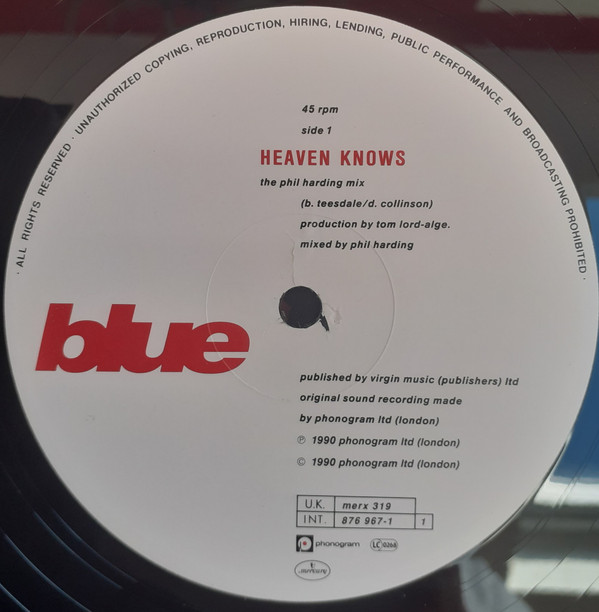 · ALL RIGHTS RESERVED · UNAUTHORIZED COPYING, REPRODUCTION, HIRING, LENDING, PUBLIC PERFORMANCE AND BROADCASTING PROHIBITED ·
45 rpm
side 1
HEAVEN KNOWS
the phil harding mix
(b. teesdale/d. collinson)
production by tom lord-alge.
mixed by phil harding
blue
published by virgin music (publishers) ltd
original sound recording made
by phonogram ltd (london)
℗ 1990 phonogram ltd (london)
© 1990 phonogram ltd (london)
U.K. merx 319
INT. 876 967-1 1
phonogram LC 0268
mercury